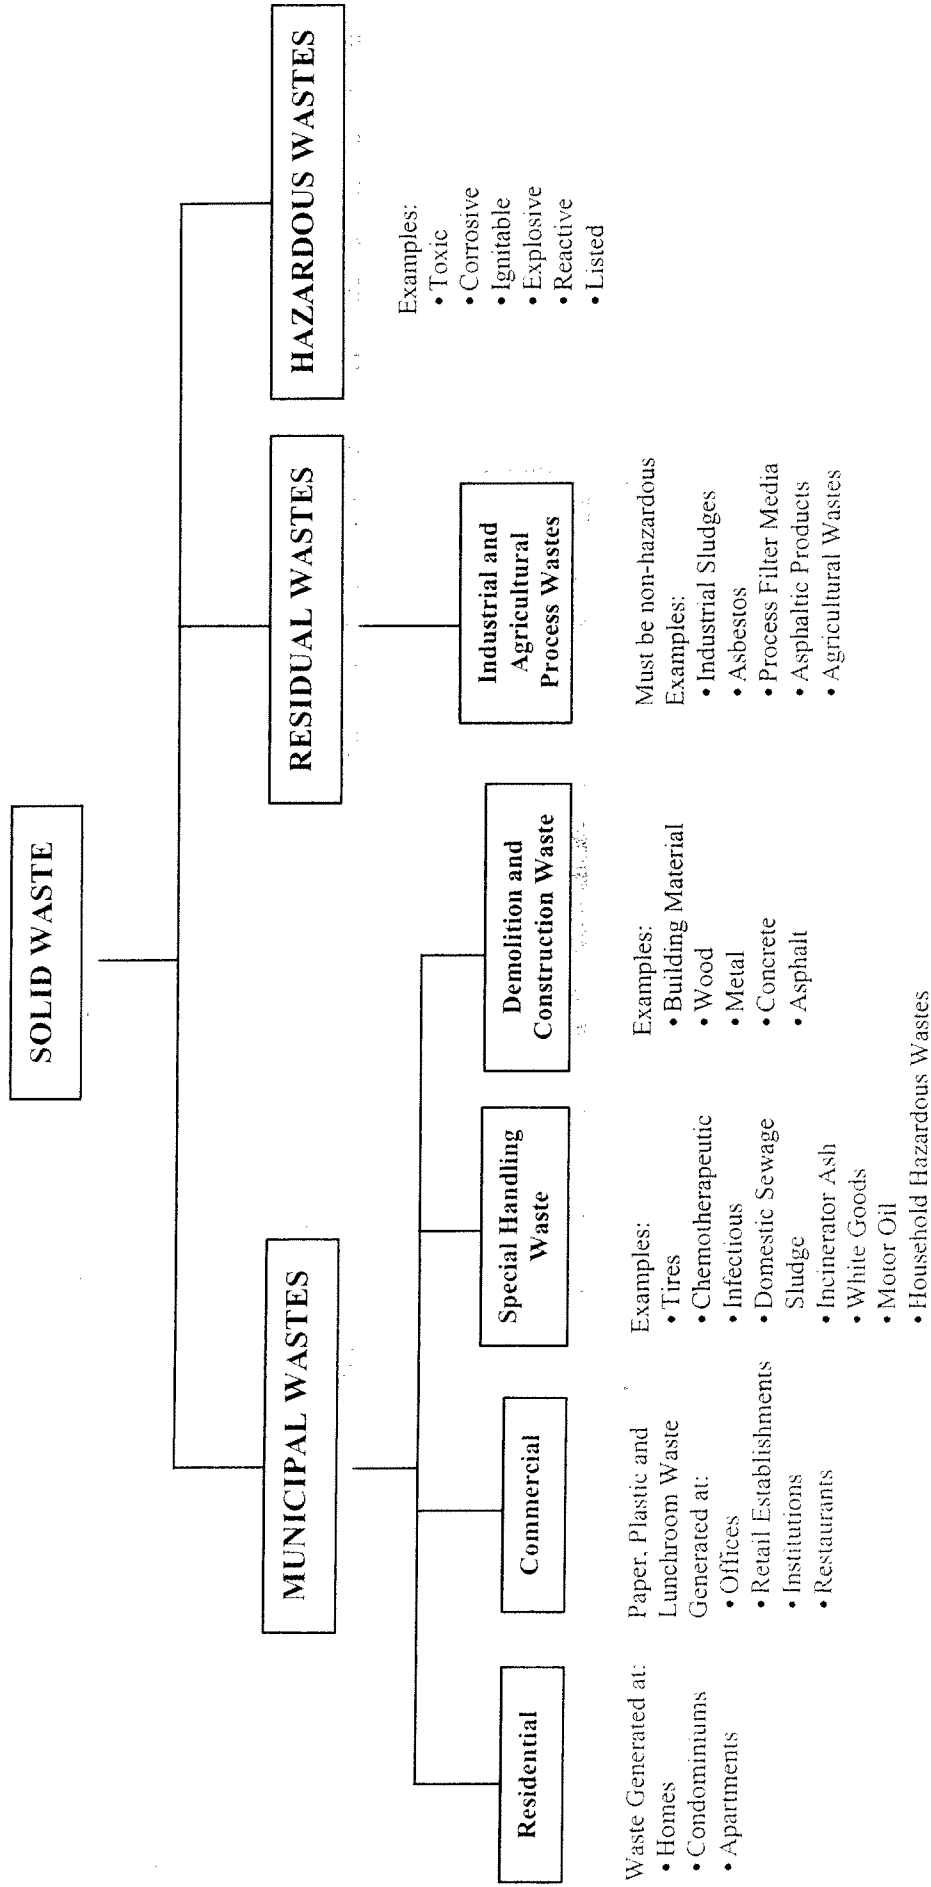 SOLID WASTE
MUNICIPAL WASTES
RESIDUAL WASTES
HAZARDOUS WASTES
Residential
Waste Generated at:
• Homes
• Condominiums
• Apartments
Commercial
Paper, Plastic and
Lunchroom Waste
Generated at:
• Offices
• Retail Establishments
• Institutions
• Restaurants
Special Handling
Waste
Examples:
• Tires
• Chemotherapeutic
• Infectious
• Domestic Sewage
Sludge
• Incinerator Ash
• White Goods
• Motor Oil
• Household Hazardous Wastes
Demolition and
Construction Waste
Examples:
• Building Material
• Wood
• Metal
• Concrete
• Asphalt
Industrial and
Agricultural
Process Wastes
Must be non-hazardous
Examples:
• Industrial Sludges
• Asbestos
• Process Filter Media
• Asphaltic Products
• Agricultural Wastes
Examples:
• Toxic
• Corrosive
• Ignitable
• Explosive
• Reactive
• Listed